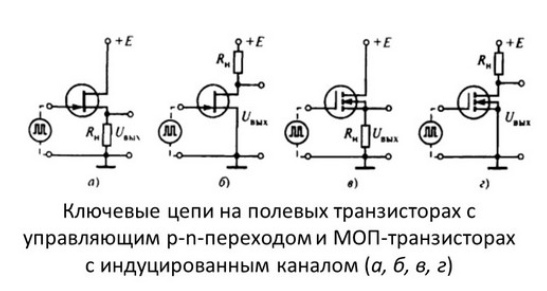 +E +E +E +E
Rн Rн
Rн Uвых Uвых Rн Uвых Uвых
а) б) в) г)
Ключевые цепи на полевых транзисторах с
управляющим p-n-переходом и МОП-транзисторах
с индуцированным каналом (а, б, в, г)